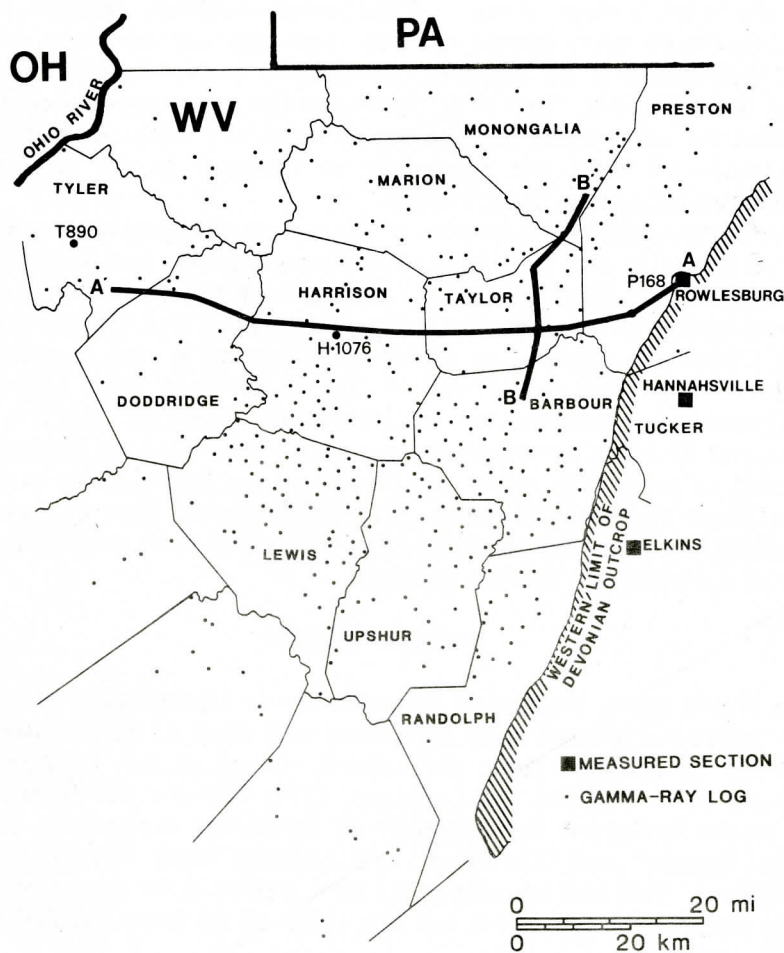 PA
OH
OHIO RIVER
WV
PRESTON
MONONGALIA
MARION
TYLER
B'
T890
A
P168
ROWLESBURG
A'
HARRISON
TAYLOR
H·1076
HANNAHSVILLE
DODDRIDGE
B
BARBOUR
TUCKER
WESTERN LIMIT OF
DEVONIAN OUTCROP
ELKINS
LEWIS
UPSHUR
RANDOLPH
MEASURED SECTION
GAMMA-RAY LOG
0 20 mi
0 20 km